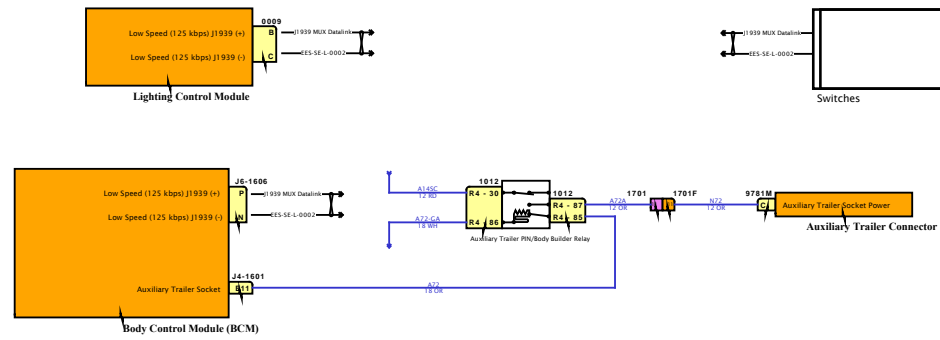 0009
Low Speed (125 kbps) J1939 (+)
B
J1939 MUX Datalink
J1939 MUX Datalink
Low Speed (125 kbps) J1939 (-)
C
EES-SE-L-0002
EES-SE-L-0002
Lighting Control Module
Switches
J6-1606
Low Speed (125 kbps) J1939 (+)
P
J1939 MUX Datalink
Low Speed (125 kbps) J1939 (-)
N
EES-SE-L-0002
1012
A14SC
12 RD
R4 - 30
1012
R4 - 87
A72A
12 OR
1701
1701F
N72
12 OR
9781M
C
Auxiliary Trailer Socket Power
A72-GA
18 WH
R4 - 86
R4 - 85
Auxiliary Trailer Connector
Auxiliary Trailer PIN/Body Builder Relay
J4-1601
Auxiliary Trailer Socket
E11
A72
18 OR
Body Control Module (BCM)